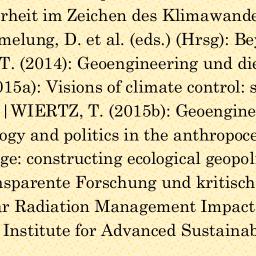 rheit im Zeichen des Klimawande
melung, D. et al. (eds.) (Hrsg): Bey
T. (2014): Geoengineering und die
015a): Visions of climate control: s
|WIERTZ, T. (2015b): Geoengine
ogy and politics in the anthropoce
ge: constructing ecological geopol
nsparente Forschung und kritisch
ar Radiation Management Impact
Institute for Advanced Sustainab